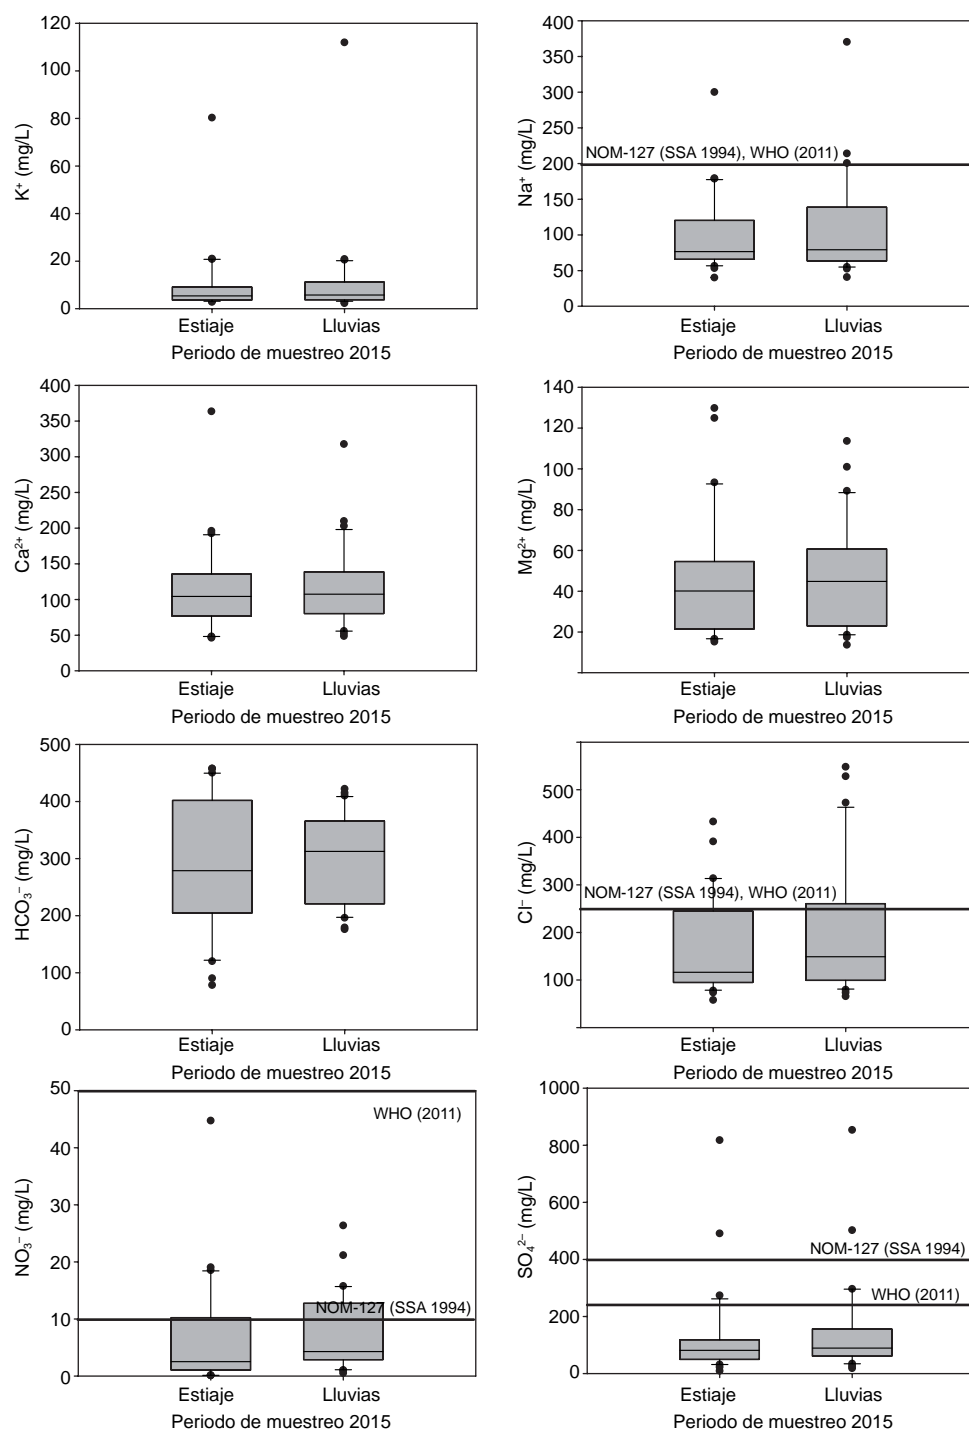 K⁺ (mg/L)
120
100
80
60
40
20
0
Estiaje
Lluvias
Periodo de muestreo 2015
Na⁺ (mg/L)
400
350
300
250
200
150
100
50
0
NOM-127 (SSA 1994), WHO (2011)
Estiaje
Lluvias
Periodo de muestreo 2015
Ca²⁺ (mg/L)
400
350
300
250
200
150
100
50
0
Estiaje
Lluvias
Periodo de muestreo 2015
Mg²⁺ (mg/L)
140
120
100
80
60
40
20
Estiaje
Lluvias
Periodo de muestreo 2015
HCO₃⁻ (mg/L)
500
400
300
200
100
0
Estiaje
Lluvias
Periodo de muestreo 2015
Cl⁻ (mg/L)
500
400
300
200
100
NOM-127 (SSA 1994), WHO (2011)
Estiaje
Lluvias
Periodo de muestreo 2015
NO₃⁻ (mg/L)
50
40
30
20
10
0
WHO (2011)
NOM-127 (SSA 1994)
Estiaje
Lluvias
Periodo de muestreo 2015
SO₄²⁻ (mg/L)
1000
800
600
400
200
0
NOM-127 (SSA 1994)
WHO (2011)
Estiaje
Lluvias
Periodo de muestreo 2015